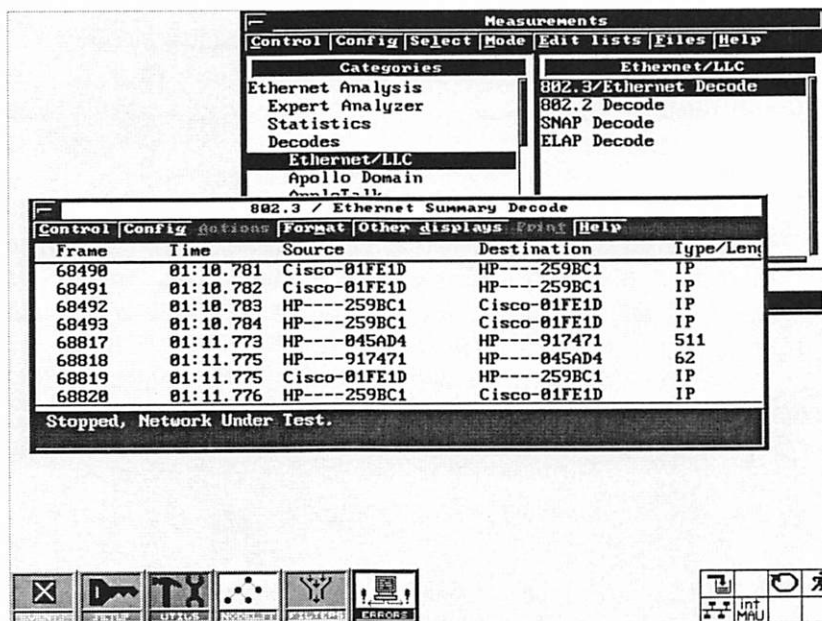 Measurements
Control Config Select Mode Edit lists Files Help
Categories
Ethernet/LLC
Ethernet Analysis
Expert Analyzer
Statistics
Decodes
Ethernet/LLC
Apollo Domain
AppleTalk
802.3/Ethernet Decode
802.2 Decode
SNAP Decode
ELAP Decode
802.3 / Ethernet Summary Decode
Control Config Actions Format Other displays Print Help
Frame Time Source Destination Type/Leng
68490 01:10.781 Cisco-01FE1D HP----259BC1 IP
68491 01:10.782 Cisco-01FE1D HP----259BC1 IP
68492 01:10.783 HP----259BC1 Cisco-01FE1D IP
68493 01:10.784 HP----259BC1 Cisco-01FE1D IP
68817 01:11.773 HP----045AD4 HP----917471 511
68818 01:11.775 HP----917471 HP----045AD4 62
68819 01:11.775 Cisco-01FE1D HP----259BC1 IP
68820 01:11.776 HP----259BC1 Cisco-01FE1D IP
Stopped, Network Under Test.
UTILS
FILTERS
ERRORS
int
MAU